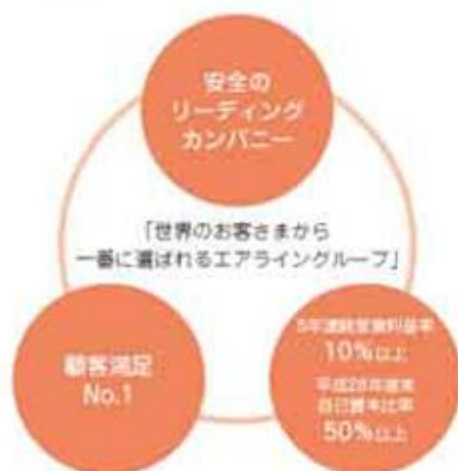 安全の
リーディング
カンパニー
「世界のお客さまから
一番に選ばれるエアライングループ」
顧客満足
No.1
5年連続営業利益率
10%以上
平成28年度末
自己資本比率
50%以上